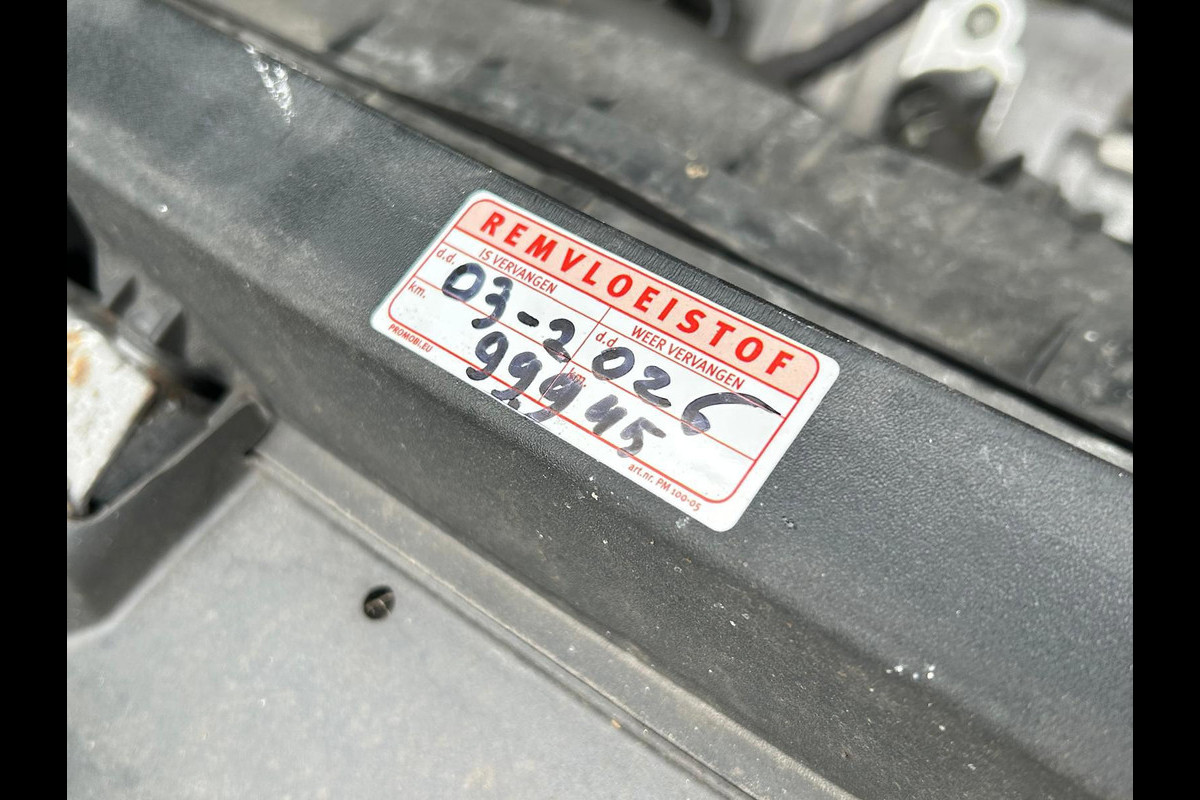 REMVLOEISTOF
IS VERVANGEN WEER VERVANGEN
d.d. 03-2026 d.d.
km. 99945 km.
PROMOBI.EU art.nr. PM 100-05